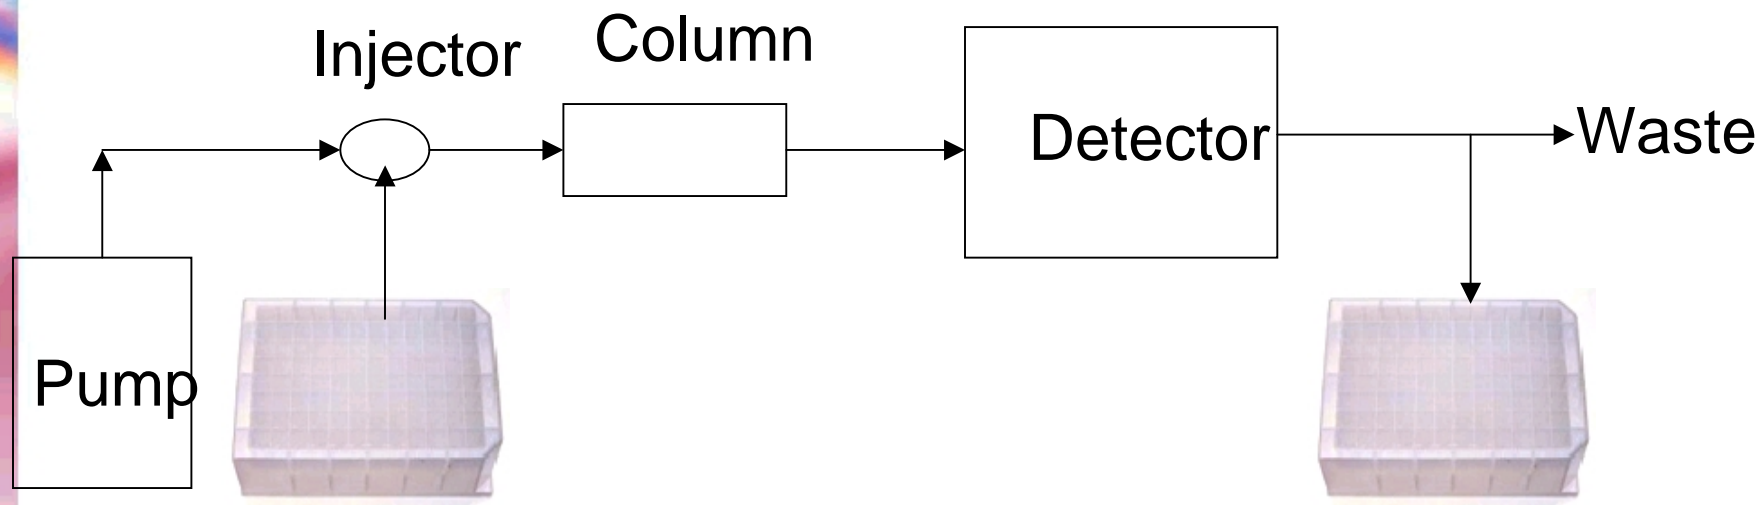 Injector
Column
Detector
Waste
Pump